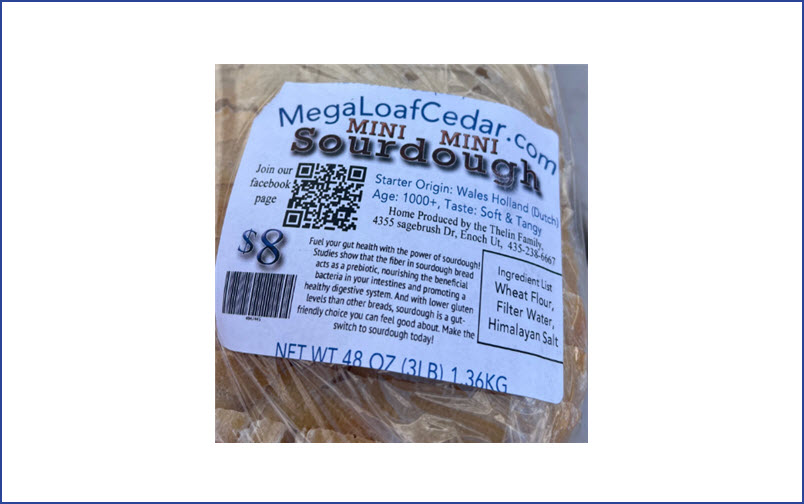 MegaLoafCedar.com
MINI MINI
Sourdough
Join our
facebook
page
Starter Origin: Wales Holland (Dutch)
Age: 1000+, Taste: Soft & Tangy
Home Produced by the Thelin Family,
4355 sagebrush Dr, Enoch Ut, 435-238-6667
$8
Fuel your gut health with the power of sourdough!
Studies show that the fiber in sourdough bread
acts as a prebiotic, nourishing the beneficial
bacteria in your intestines and promoting a
healthy digestive system. And with lower gluten
levels than other breads, sourdough is a gut-
friendly choice you can feel good about. Make the
switch to sourdough today!
Ingredient List
Wheat Flour,
Filter Water,
Himalayan Salt
NET WT 48 OZ (3LB) 1.36KG